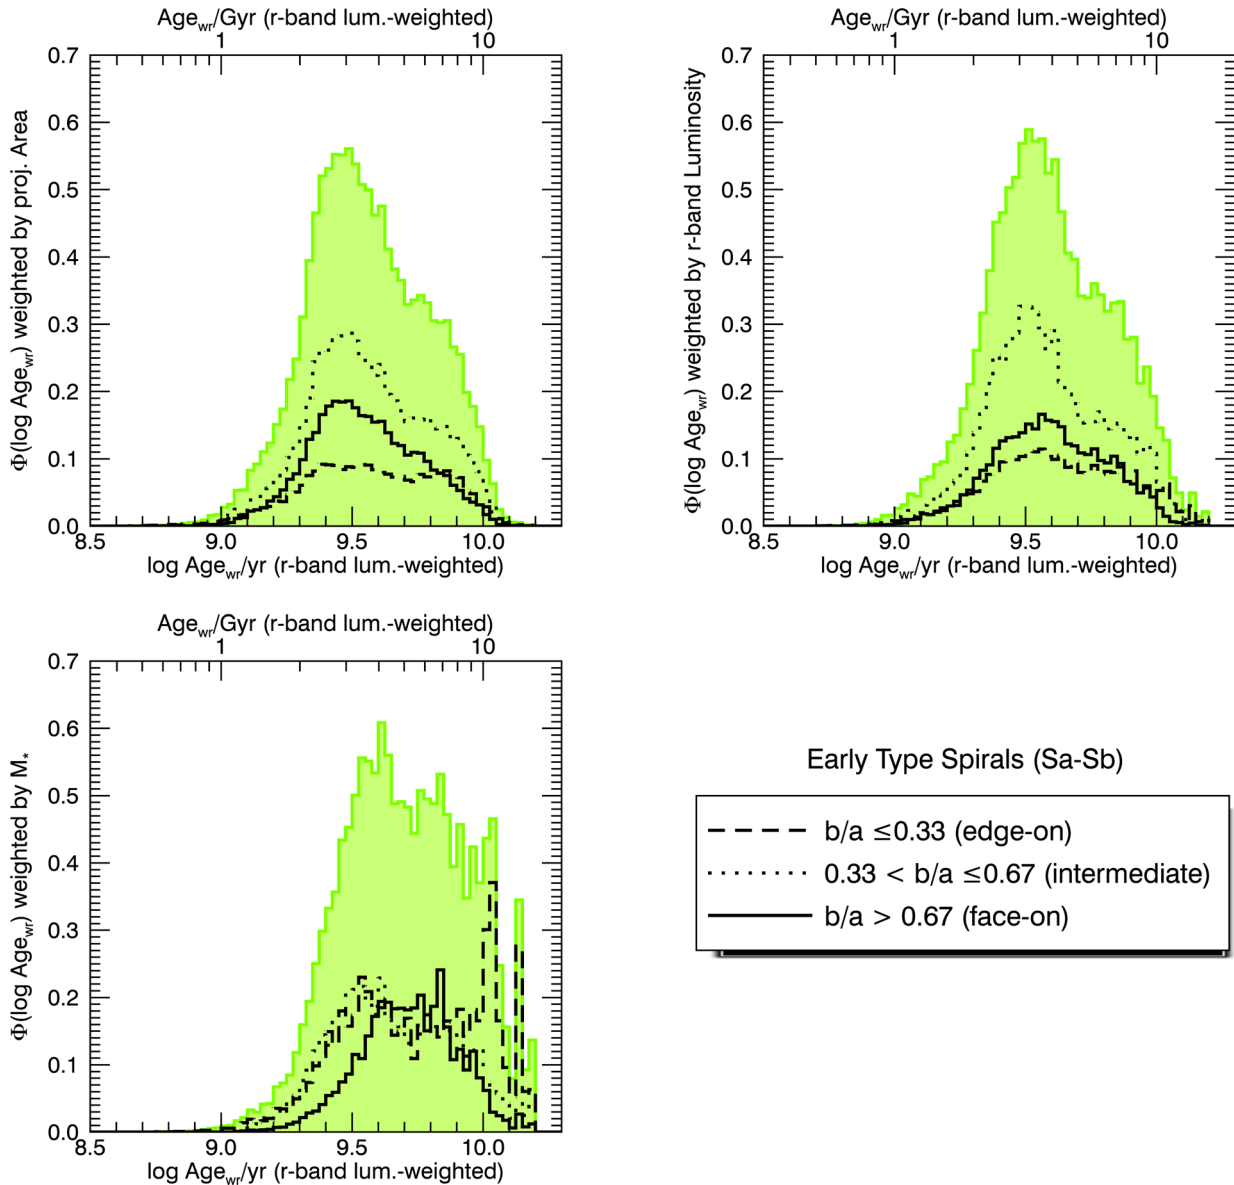 Age_wr/Gyr (r-band lum.-weighted)
1 10
0.7
0.6
0.5
0.4
0.3
0.2
0.1
0.0
Φ(log Age_wr) weighted by proj. Area
8.5 9.0 9.5 10.0
log Age_wr/yr (r-band lum.-weighted)
Age_wr/Gyr (r-band lum.-weighted)
1 10
0.7
0.6
0.5
0.4
0.3
0.2
0.1
0.0
Φ(log Age_wr) weighted by r-band Luminosity
8.5 9.0 9.5 10.0
log Age_wr/yr (r-band lum.-weighted)
Age_wr/Gyr (r-band lum.-weighted)
1 10
0.7
0.6
0.5
0.4
0.3
0.2
0.1
0.0
Φ(log Age_wr) weighted by M_*
8.5 9.0 9.5 10.0
log Age_wr/yr (r-band lum.-weighted)
Early Type Spirals (Sa-Sb)
b/a ≤0.33 (edge-on)
0.33 < b/a ≤0.67 (intermediate)
b/a > 0.67 (face-on)